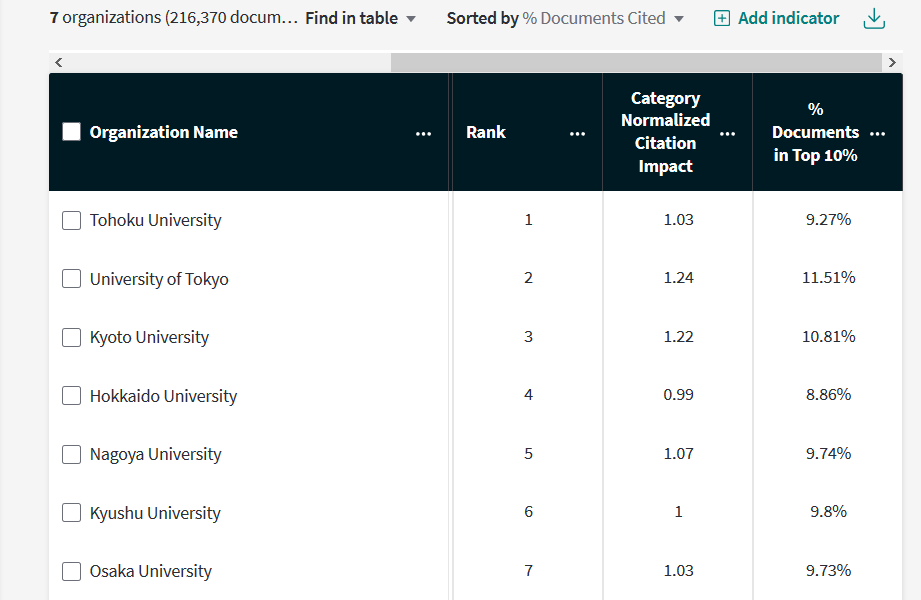 7 organizations (216,370 docum... Find in table Sorted by % Documents Cited Add indicator
Organization Name ... Rank ... Category Normalized Citation Impact ... % Documents in Top 10% ...
Tohoku University 1 1.03 9.27%
University of Tokyo 2 1.24 11.51%
Kyoto University 3 1.22 10.81%
Hokkaido University 4 0.99 8.86%
Nagoya University 5 1.07 9.74%
Kyushu University 6 1 9.8%
Osaka University 7 1.03 9.73%